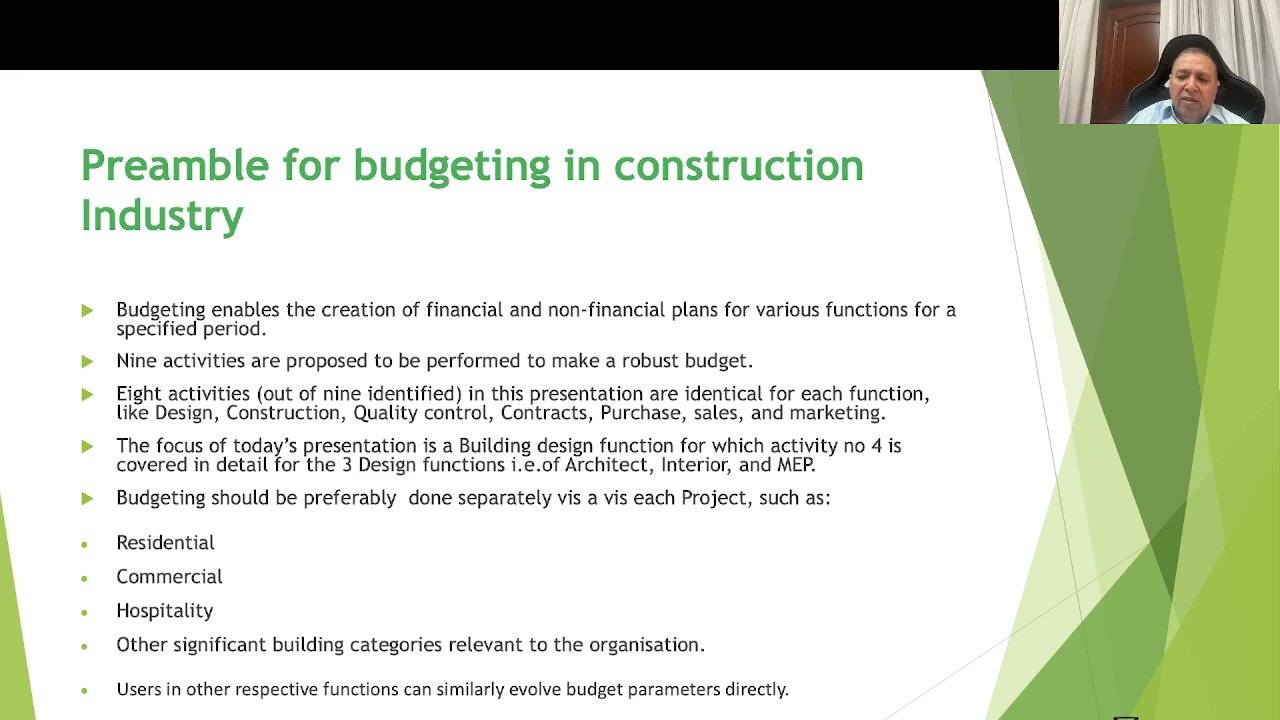 Preamble for budgeting in construction
Industry
Budgeting enables the creation of financial and non-financial plans for various functions for a
specified period.
Nine activities are proposed to be performed to make a robust budget.
Eight activities (out of nine identified) in this presentation are identical for each function,
like Design, Construction, Quality control, Contracts, Purchase, sales, and marketing.
The focus of today’s presentation is a Building design function for which activity no 4 is
covered in detail for the 3 Design functions i.e.of Architect, Interior, and MEP.
Budgeting should be preferably  done separately vis a vis each Project, such as:
Residential
Commercial
Hospitality
Other significant building categories relevant to the organisation.
Users in other respective functions can similarly evolve budget parameters directly.